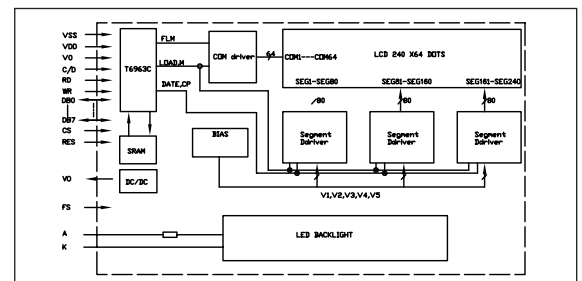 VSS
VDD
VO
C/D
RD
WR
DB0
DB7
CS
RES
VO
FS
A
K
T6963C
SRAM
DC/DC
FLM
LOAD,M
DATE,CP
COM driver
64
COM1---COM64
LCD 240 X64 DOTS
SEG1-SEG80
SEG81-SEG160
SEG161-SEG240
80
80
80
BIAS
Segment
Ddriver
Segment
Ddriver
Segment
Ddriver
V1,V2,V3,V4,V5
LED BACKLIGHT